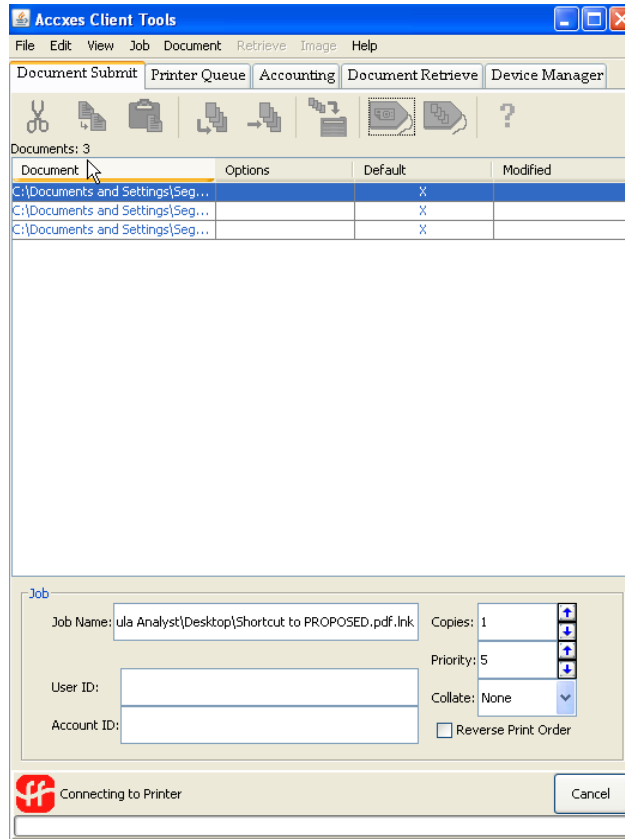 Accxes Client Tools
File Edit View Job Document Retrieve Image Help
Document Submit Printer Queue Accounting Document Retrieve Device Manager
?
Documents: 3
Document Options Default Modified
C:\Documents and Settings\Seg... X
C:\Documents and Settings\Seg... X
C:\Documents and Settings\Seg... X
Job
Job Name: ula Analyst\Desktop\Shortcut to PROPOSED.pdf.lnk Copies: 1
Priority: 5
User ID: Collate: None
Account ID: Reverse Print Order
Connecting to Printer Cancel